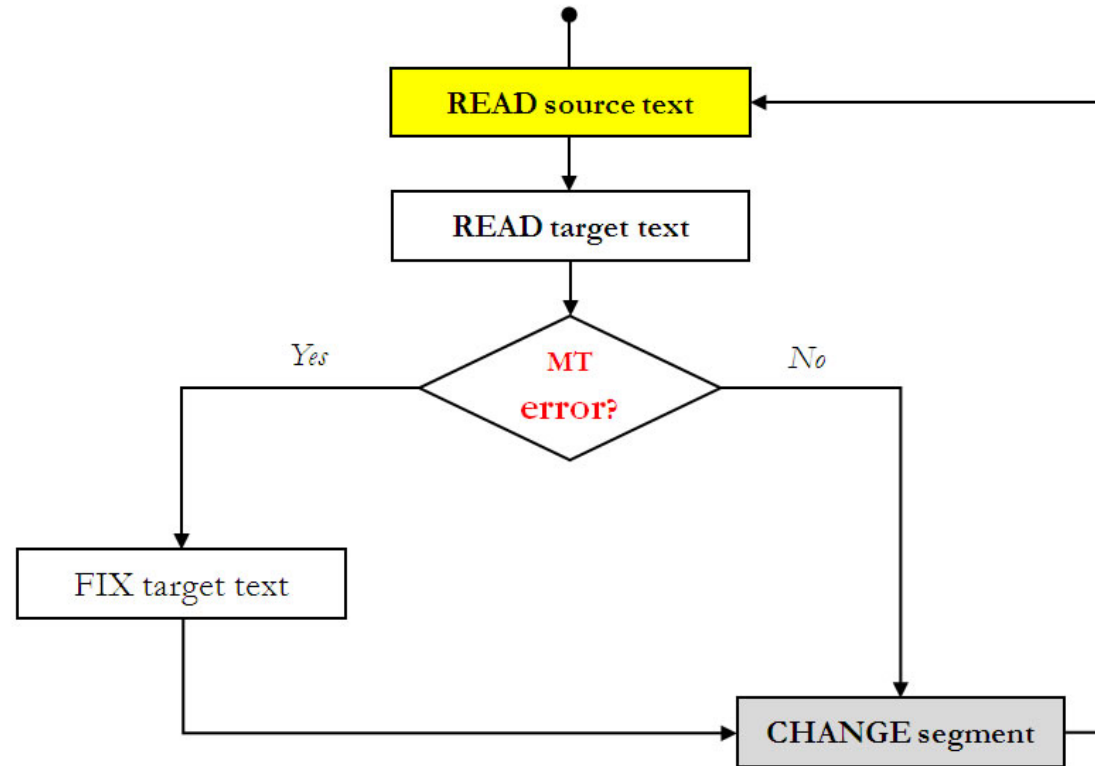 READ source text
READ target text
Yes
MT
No
error?
FIX target text
CHANGE segment